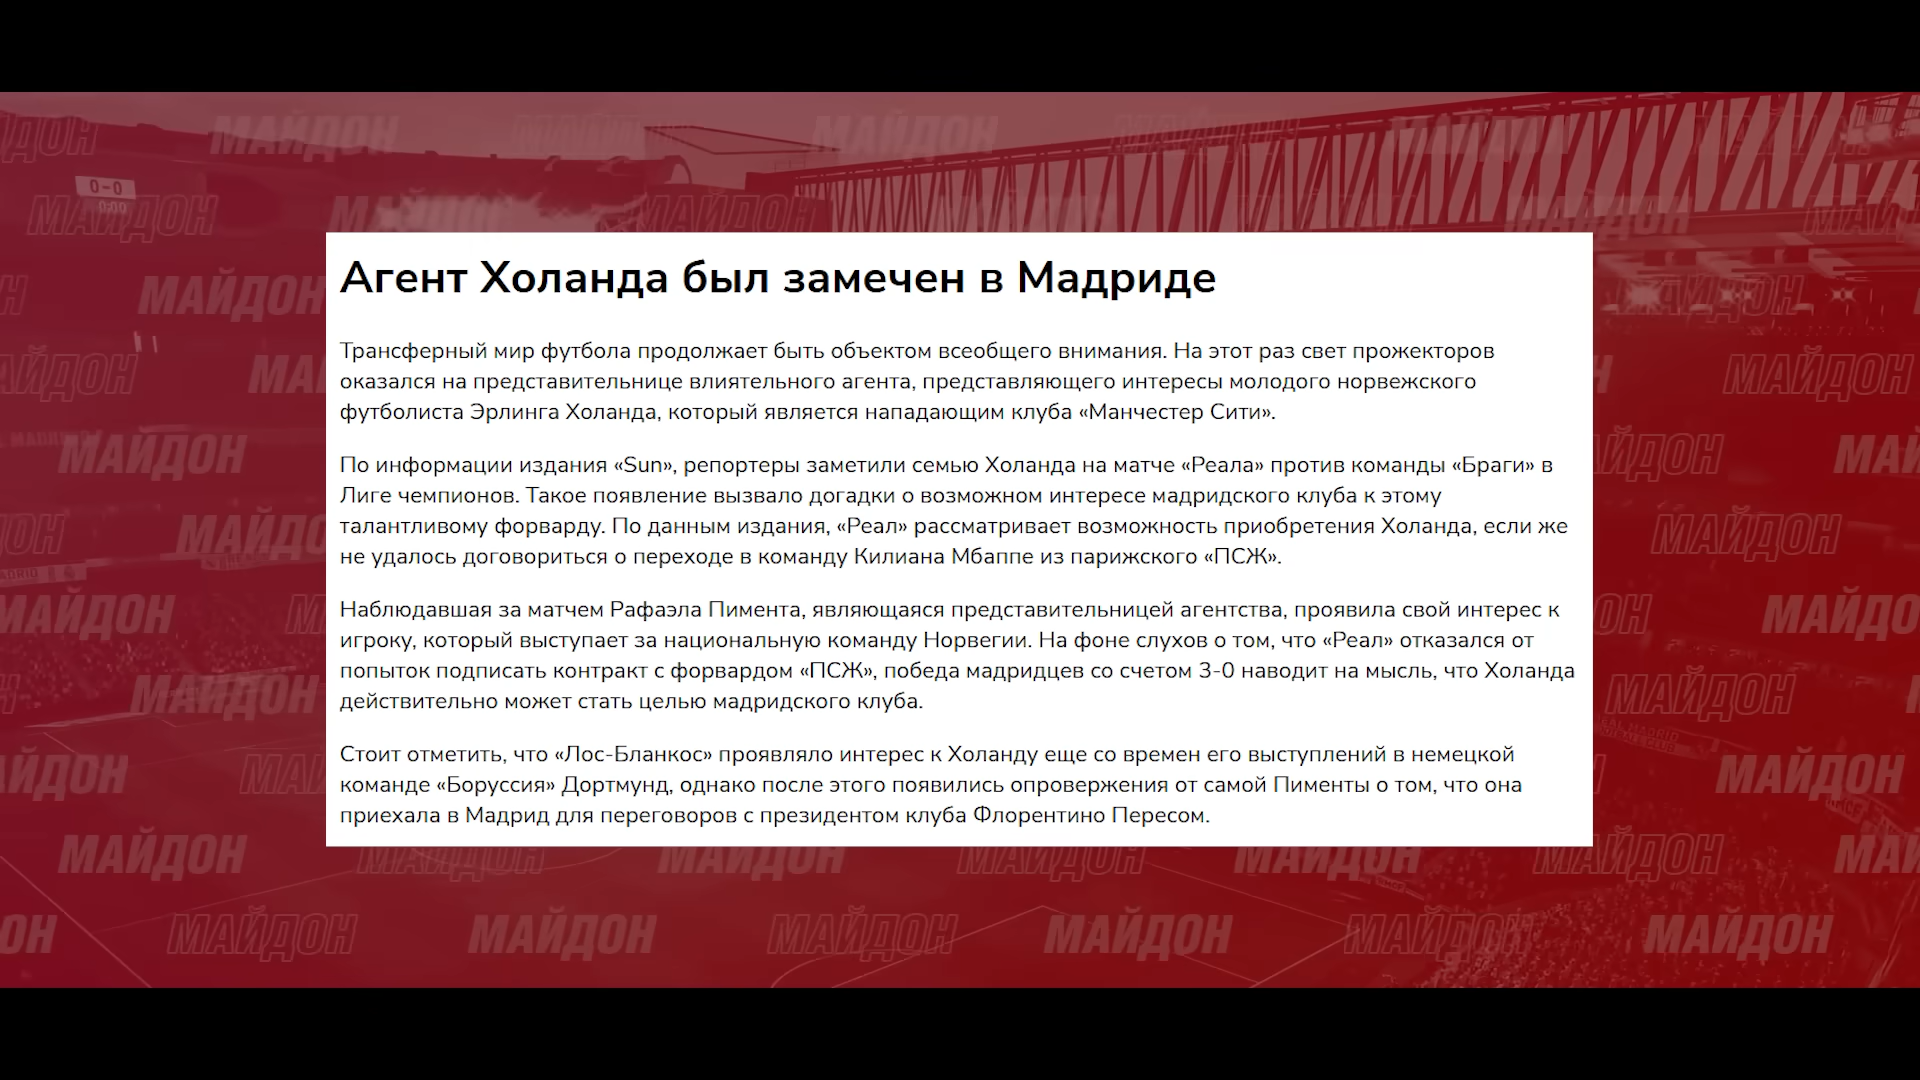 Агент Холанда был замечен в Мадриде
Трансферный мир футбола продолжает быть объектом всеобщего внимания. На этот раз свет прожекторов
оказался на представительнице влиятельного агента, представляющего интересы молодого норвежского
футболиста Эрлинга Холанда, который является нападающим клуба «Манчестер Сити».
По информации издания «Sun», репортеры заметили семью Холанда на матче «Реала» против команды «Браги» в
Лиге чемпионов. Такое появление вызвало догадки о возможном интересе мадридского клуба к этому
талантливому форварду. По данным издания, «Реал» рассматривает возможность приобретения Холанда, если же
не удалось договориться о переходе в команду Килиана Мбаппе из парижского «ПСЖ».
Наблюдавшая за матчем Рафаэла Пимента, являющаяся представительницей агентства, проявила свой интерес к
игроку, который выступает за национальную команду Норвегии. На фоне слухов о том, что «Реал» отказался от
попыток подписать контракт с форвардом «ПСЖ», победа мадридцев со счетом 3-0 наводит на мысль, что Холанда
действительно может стать целью мадридского клуба.
Стоит отметить, что «Лос-Бланкос» проявляло интерес к Холанду еще со времен его выступлений в немецкой
команде «Боруссия» Дортмунд, однако после этого появились опровержения от самой Пименты о том, что она
приехала в Мадрид для переговоров с президентом клуба Флорентино Пересом.
0-0
0:00
МАЙДОН